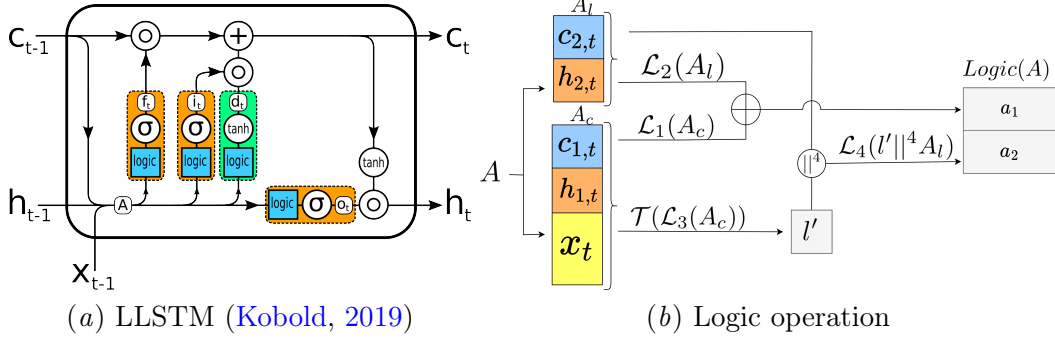 c_{t-1}
c_t
f_t
i_t
d_t
σ
σ
tanh
logic
logic
logic
tanh
h_{t-1}
A
logic
σ
o_t
h_t
x_{t-1}
(a) LLSTM (Kobold, 2019)
A_l
c_{2,t}
h_{2,t}
𝓛_2(A_l)
A_c
c_{1,t}
𝓛_1(A_c)
h_{1,t}
A
x_t
𝒯(𝓛_3(A_c))
l′
||^4
𝓛_4(l′||^4 A_l)
Logic(A)
a_1
a_2
(b) Logic operation